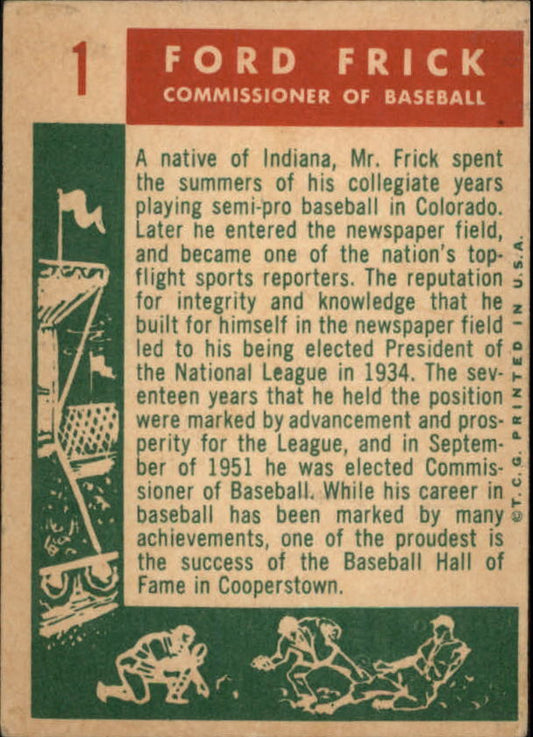 1
FORD FRICK
COMMISSIONER OF BASEBALL
A native of Indiana, Mr. Frick spent
the summers of his collegiate years
playing semi-pro baseball in Colorado.
Later he entered the newspaper field,
and became one of the nation's top-
flight sports reporters. The reputation
for integrity and knowledge that he
built for himself in the newspaper field
led to his being elected President of
the National League in 1934. The sev-
enteen years that he held the position
were marked by advancement and pros-
perity for the League, and in Septem-
ber of 1951 he was elected Commis-
sioner of Baseball. While his career in
baseball has been marked by many
achievements, one of the proudest is
the success of the Baseball Hall of
Fame in Cooperstown.
© T. C. G. PRINTED IN U.S.A.